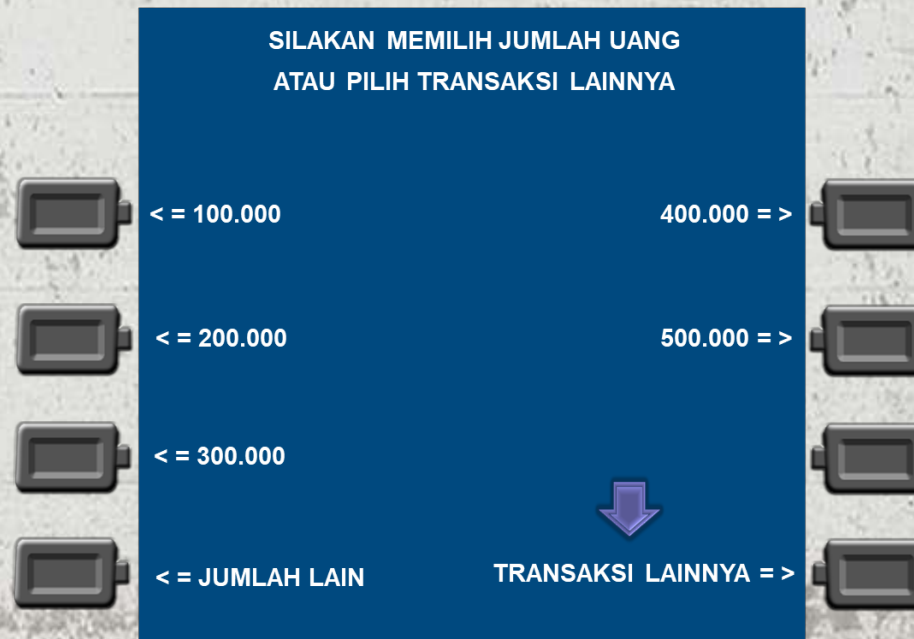 SILAKAN MEMILIH JUMLAH UANG
ATAU PILIH TRANSAKSI LAINNYA
< = 100.000
400.000 = >
< = 200.000
500.000 = >
< = 300.000
< = JUMLAH LAIN
TRANSAKSI LAINNYA = >